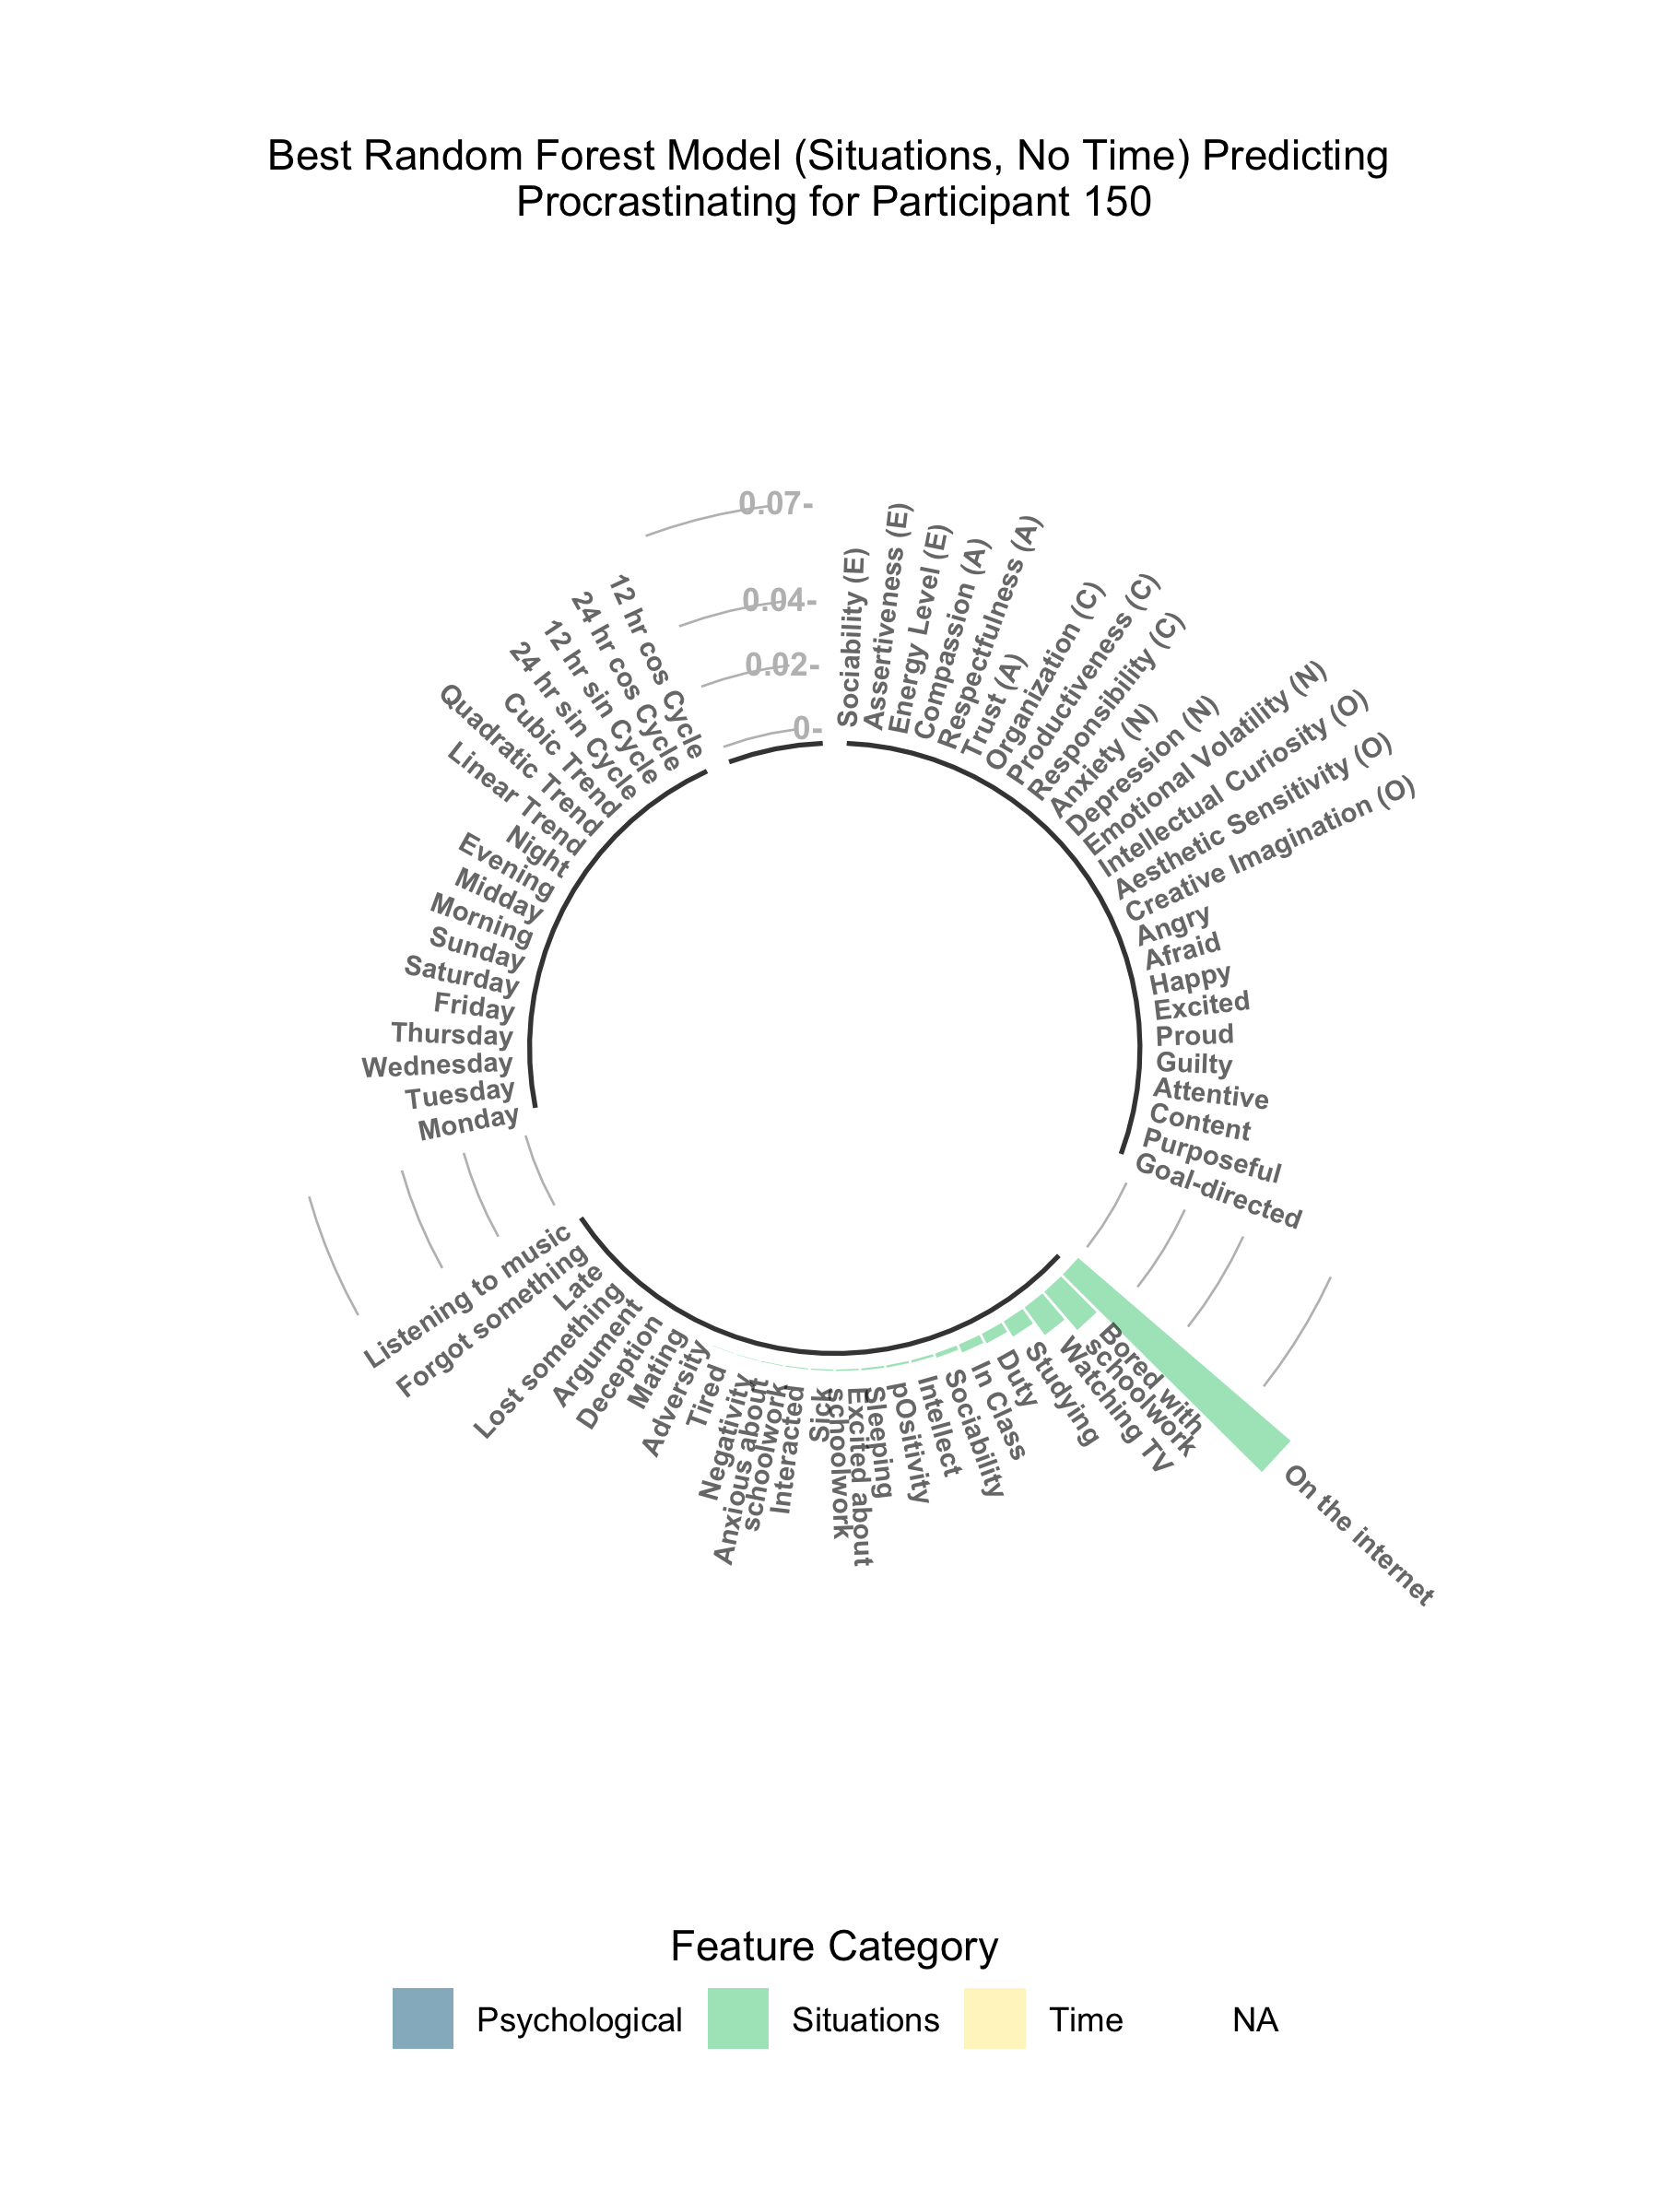 Best Random Forest Model (Situations, No Time) Predicting
Procrastinating for Participant 150
0.07-
0.04-
0.02-
0-
Sociability (E)
Assertiveness (E)
Energy Level (E)
Compassion (A)
Respectfulness (A)
Trust (A)
Organization (C)
Productiveness (C)
Responsibility (C)
Anxiety (N)
Depression (N)
Emotional Volatility (N)
Intellectual Curiosity (O)
Aesthetic Sensitivity (O)
Creative Imagination (O)
Angry
Afraid
Happy
Excited
Proud
Guilty
Attentive
Content
Purposeful
Goal-directed
On the internet
Bored with
schoolwork
Watching TV
Studying
Duty
In Class
Sociability
Intellect
pOsitivity
Sleeping
Excited about
schoolwork
Sick
Interacted
Anxious about
schoolwork
Negativity
Tired
Adversity
Mating
Deception
Argument
Lost something
Late
Forgot something
Listening to music
Monday
Tuesday
Wednesday
Thursday
Friday
Saturday
Sunday
Morning
Midday
Evening
Night
Linear Trend
Quadratic Trend
Cubic Trend
24 hr sin Cycle
12 hr sin Cycle
24 hr cos Cycle
12 hr cos Cycle
Feature Category
Psychological
Situations
Time
NA